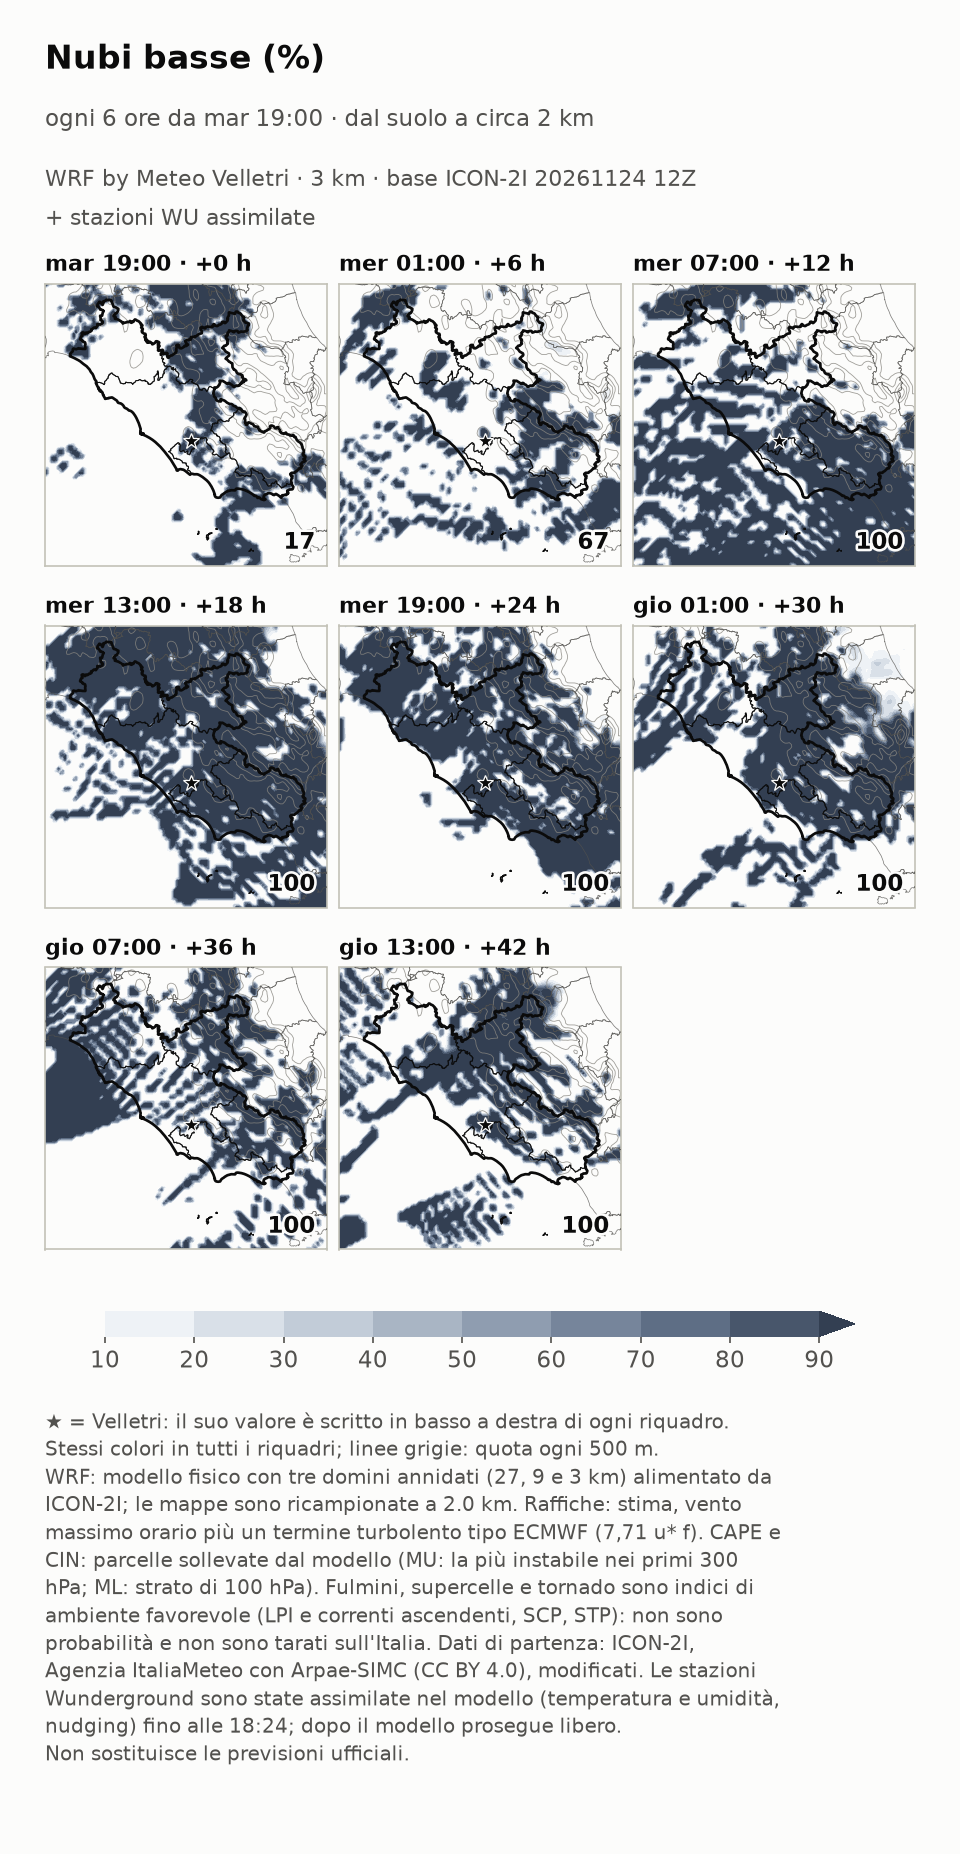 Nubi basse (%)
ogni 6 ore da mar 19:00 · dal suolo a circa 2 km
WRF by Meteo Velletri · 3 km · base ICON-2I 20261124 12Z
+ stazioni WU assimilate
mar 19:00 · +0 h
mer 01:00 · +6 h
mer 07:00 · +12 h
17
67
100
mer 13:00 · +18 h
mer 19:00 · +24 h
gio 01:00 · +30 h
100
100
100
gio 07:00 · +36 h
gio 13:00 · +42 h
100
100
10 20 30 40 50 60 70 80 90
★ = Velletri: il suo valore è scritto in basso a destra di ogni riquadro.
Stessi colori in tutti i riquadri; linee grigie: quota ogni 500 m.
WRF: modello fisico con tre domini annidati (27, 9 e 3 km) alimentato da
ICON-2I; le mappe sono ricampionate a 2.0 km. Raffiche: stima, vento
massimo orario più un termine turbolento tipo ECMWF (7,71 u* f). CAPE e
CIN: parcelle sollevate dal modello (MU: la più instabile nei primi 300
hPa; ML: strato di 100 hPa). Fulmini, supercelle e tornado sono indici di
ambiente favorevole (LPI e correnti ascendenti, SCP, STP): non sono
probabilità e non sono tarati sull'Italia. Dati di partenza: ICON-2I,
Agenzia ItaliaMeteo con Arpae-SIMC (CC BY 4.0), modificati. Le stazioni
Wunderground sono state assimilate nel modello (temperatura e umidità,
nudging) fino alle 18:24; dopo il modello prosegue libero.
Non sostituisce le previsioni ufficiali.